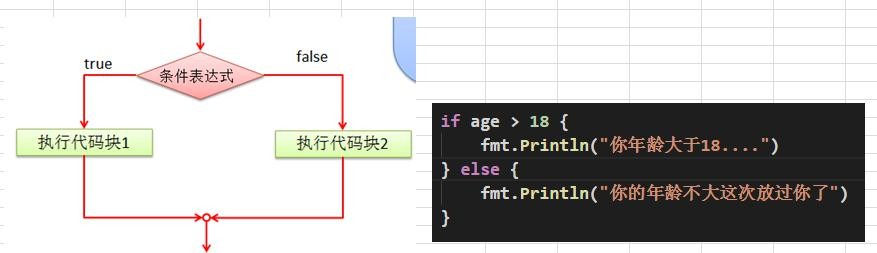 true
false
条件表达式
执行代码块1
执行代码块2
if age > 18 {
fmt.Println("你年龄大于18....")
} else {
fmt.Println("你的年龄不大这次放过你了")
}